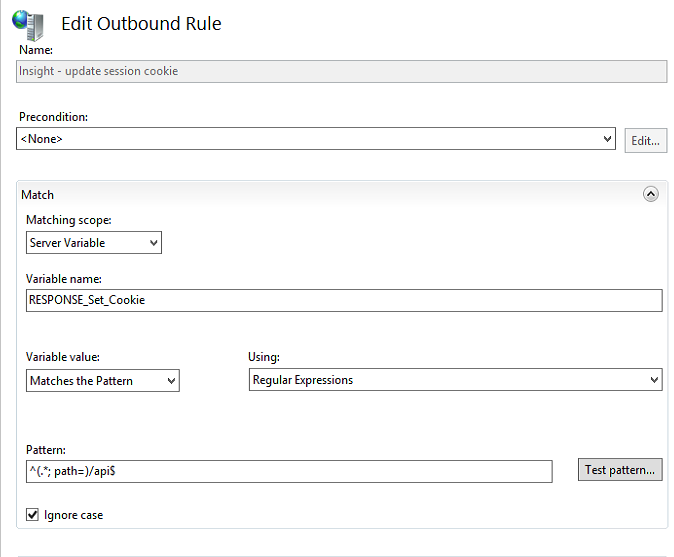 Edit Outbound Rule
Name:
Insight - update session cookie
Precondition:
<None>
Edit...
Match
Matching scope:
Server Variable
Variable name:
RESPONSE_Set_Cookie
Variable value:
Using:
Matches the Pattern
Regular Expressions
Pattern:
^(.*; path=)/api$
Test pattern...
Ignore case